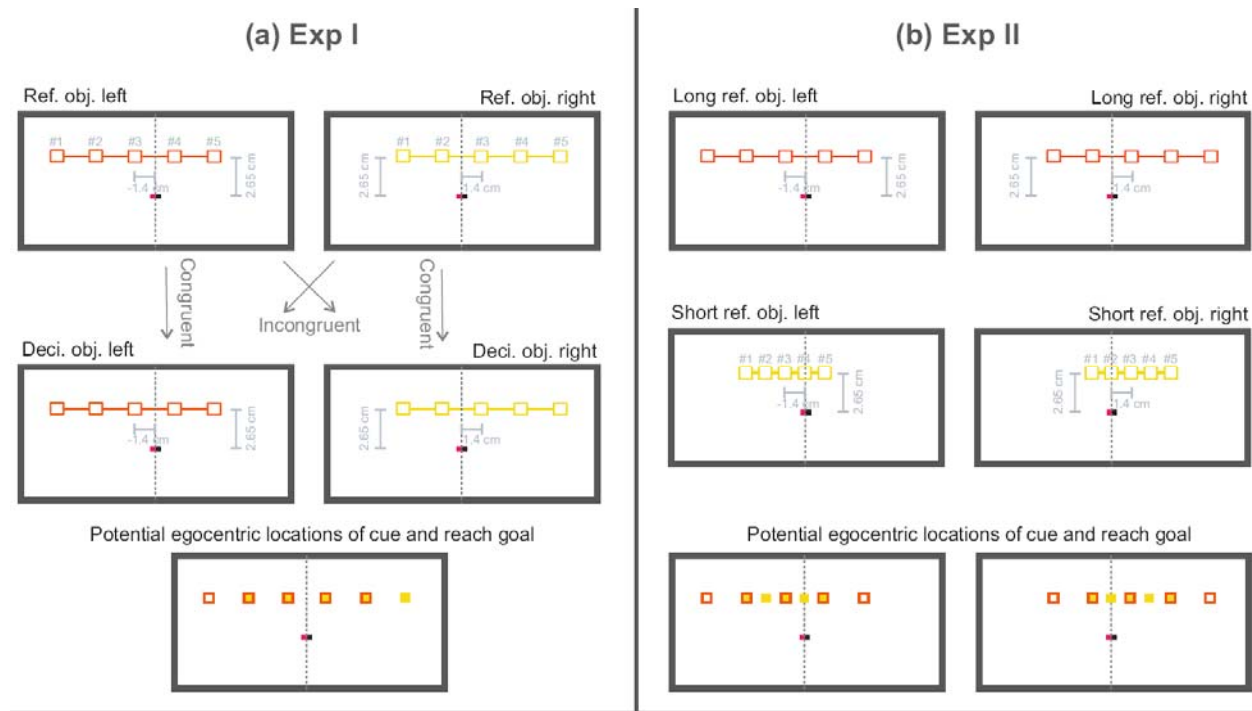 (a) Exp I
Ref. obj. left
Ref. obj. right
#1 #2 #3 #4 #5
-1.4 cm
2.65 cm
#1 #2 #3 #4 #5
2.65 cm
1.4 cm
Congruent
Incongruent
Congruent
Deci. obj. left
Deci. obj. right
-1.4 cm
2.65 cm
2.65 cm
1.4 cm
Potential egocentric locations of cue and reach goal
(b) Exp II
Long ref. obj. left
Long ref. obj. right
-1.4 cm
2.65 cm
2.65 cm
1.4 cm
Short ref. obj. left
Short ref. obj. right
#1 #2 #3 #4 #5
-1.4 cm
2.65 cm
#1 #2 #3 #4 #5
2.65 cm
1.4 cm
Potential egocentric locations of cue and reach goal